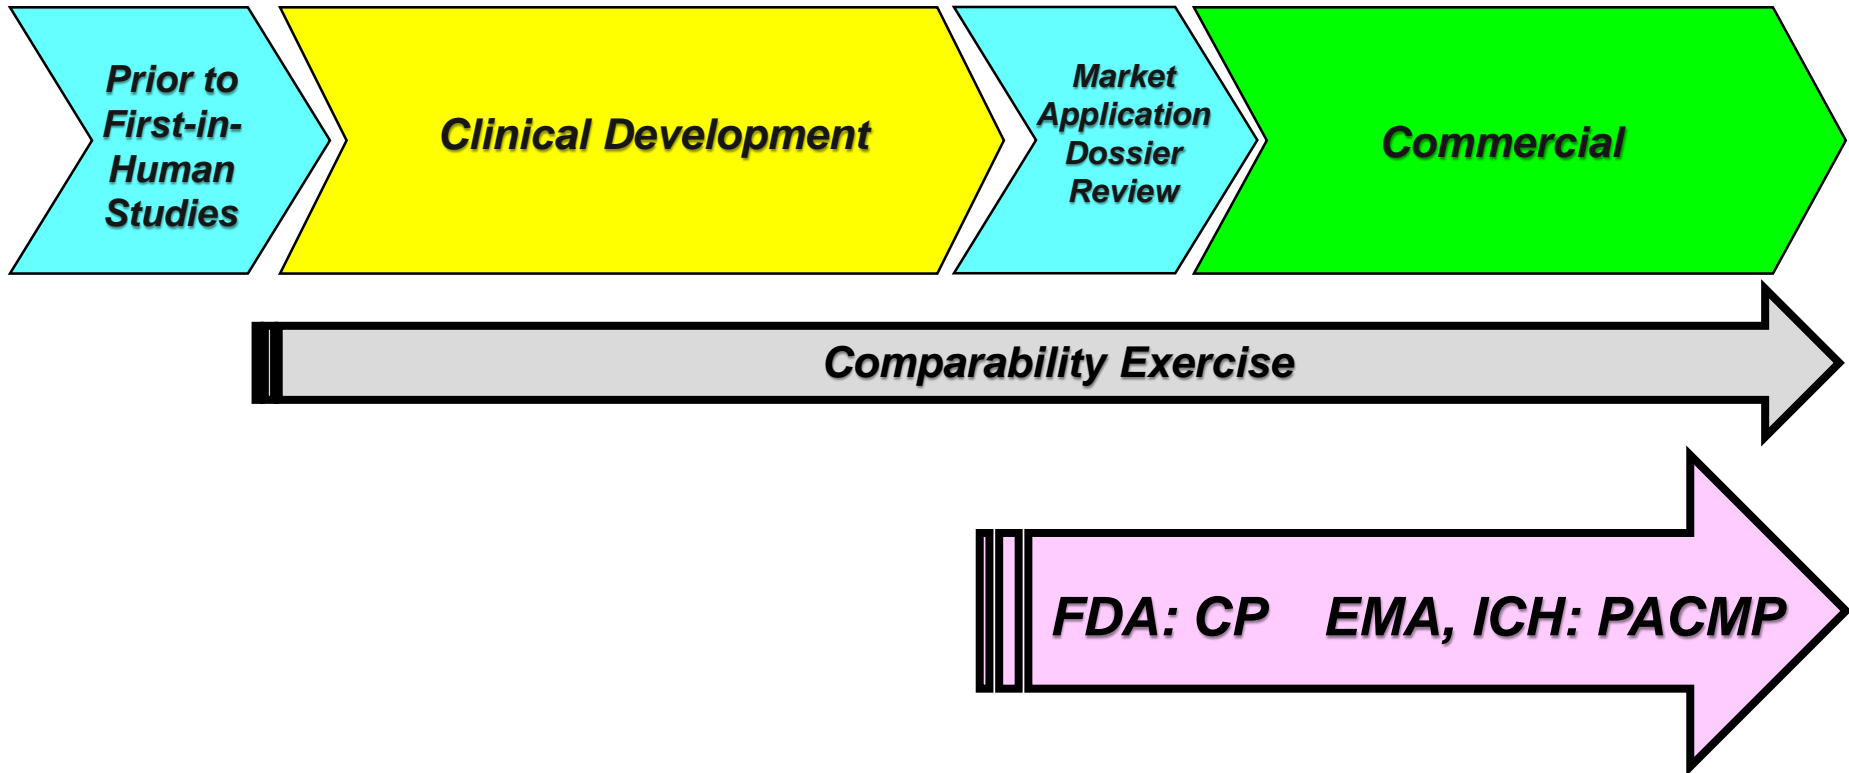 Prior to
First-in-
Human
Studies
Clinical Development
Market
Application
Dossier
Review
Commercial
Comparability Exercise
FDA: CP    EMA, ICH: PACMP